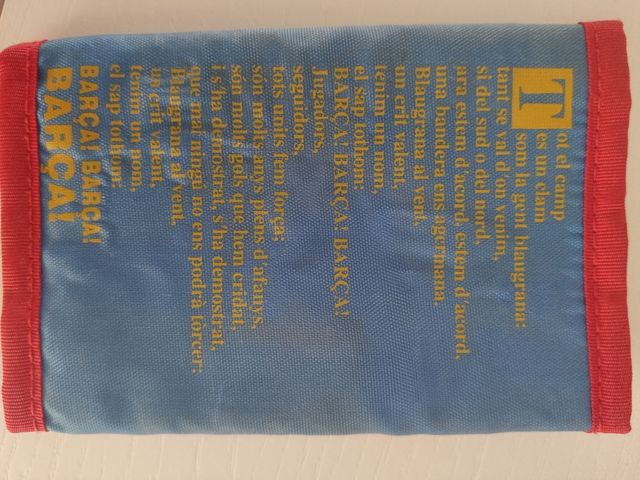 Tot el camp
es un clam
som la gent blaugrana:
tant se val d'on venim,
si del sud o del nord,
ara estem d'acord, estem d'acord,
una bandera ens agermana,
Blaugrana al vent,
un crit valent,
tenim un nom,
el sap tothom:
BARÇA! BARÇA! BARÇA!
Jugadors,
seguidors,
tots units fem força;
són molts anys plens d'afanys,
són molts gols que hem cridat,
i s'ha demostrat, s'ha demostrat,
que mai ningú no ens podrà tòrcer:
Blaugrana al vent,
un crit valent,
tenim un nom,
el sap tothom:
BARÇA! BARÇA!
BARÇA!